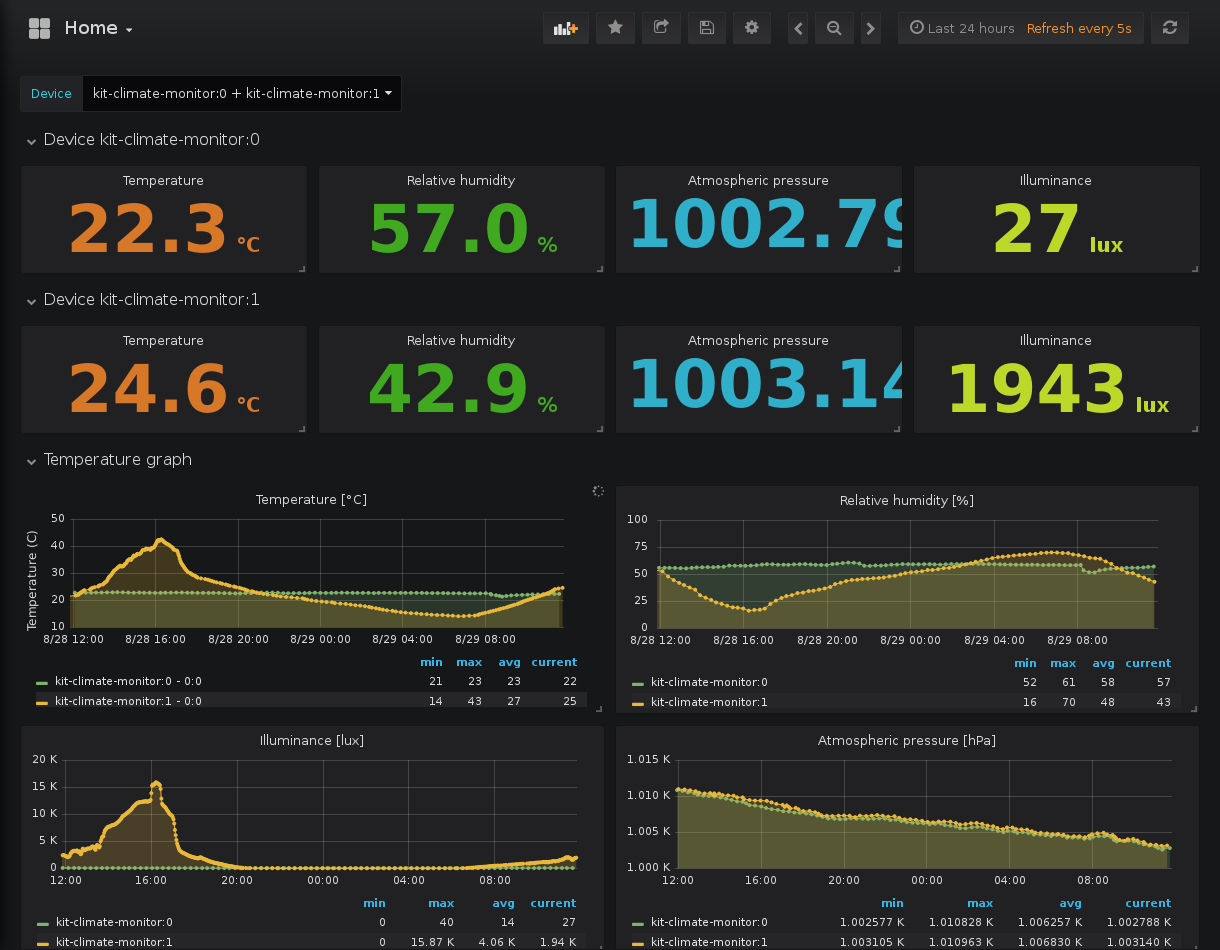 Home
Last 24 hours Refresh every 5s
Device kit-climate-monitor:0 + kit-climate-monitor:1
Device kit-climate-monitor:0
Temperature Relative humidity Atmospheric pressure Illuminance
22.3 °C 57.0 % 1002.79 27 lux
Device kit-climate-monitor:1
Temperature Relative humidity Atmospheric pressure Illuminance
24.6 °C 42.9 % 1003.14 1943 lux
Temperature graph
Temperature [°C]
Temperature (C)
50
40
30
20
10
8/28 12:00 8/28 16:00 8/28 20:00 8/29 00:00 8/29 04:00 8/29 08:00
min max avg current
kit-climate-monitor:0 - 0:0 21 23 23 22
kit-climate-monitor:1 - 0:0 14 43 27 25
Relative humidity [%]
100
75
50
25
0
8/28 12:00 8/28 16:00 8/28 20:00 8/29 00:00 8/29 04:00 8/29 08:00
min max avg current
kit-climate-monitor:0 52 61 58 57
kit-climate-monitor:1 16 70 48 43
Illuminance [lux]
20 K
15 K
10 K
5 K
0
12:00 16:00 20:00 00:00 04:00 08:00
min max avg current
kit-climate-monitor:0 0 40 14 27
kit-climate-monitor:1 0 15.87 K 4.06 K 1.94 K
Atmospheric pressure [hPa]
1.015 K
1.010 K
1.005 K
1.000 K
12:00 16:00 20:00 00:00 04:00 08:00
min max avg current
kit-climate-monitor:0 1.002577 K 1.010828 K 1.006257 K 1.002788 K
kit-climate-monitor:1 1.003105 K 1.010963 K 1.006830 K 1.003140 K